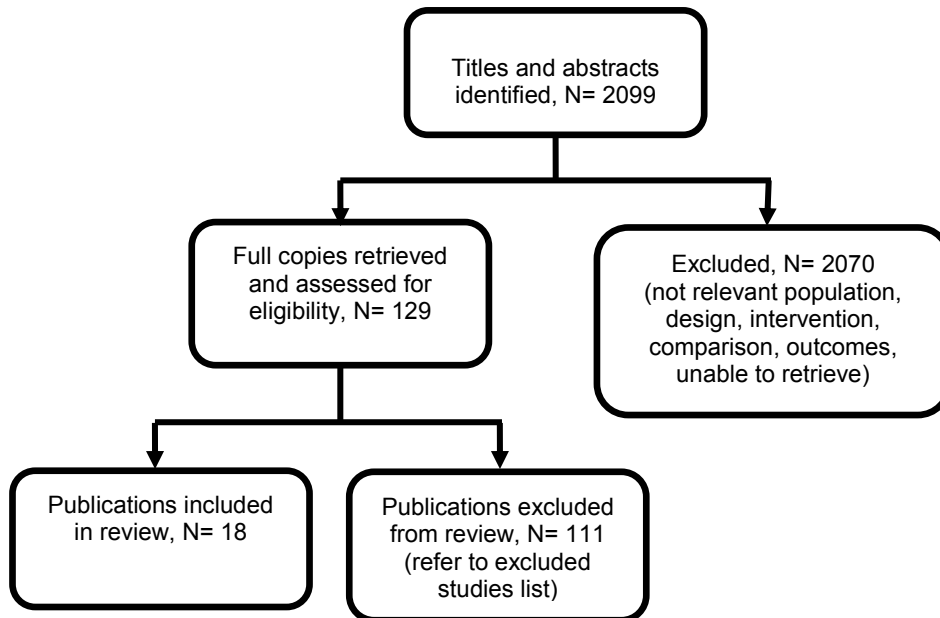 Titles and abstracts
identified, N= 2099
Full copies retrieved
and assessed for
eligibility, N= 129
Excluded, N= 2070
(not relevant population,
design, intervention,
comparison, outcomes,
unable to retrieve)
Publications included
in review, N= 18
Publications excluded
from review, N= 111
(refer to excluded
studies list)